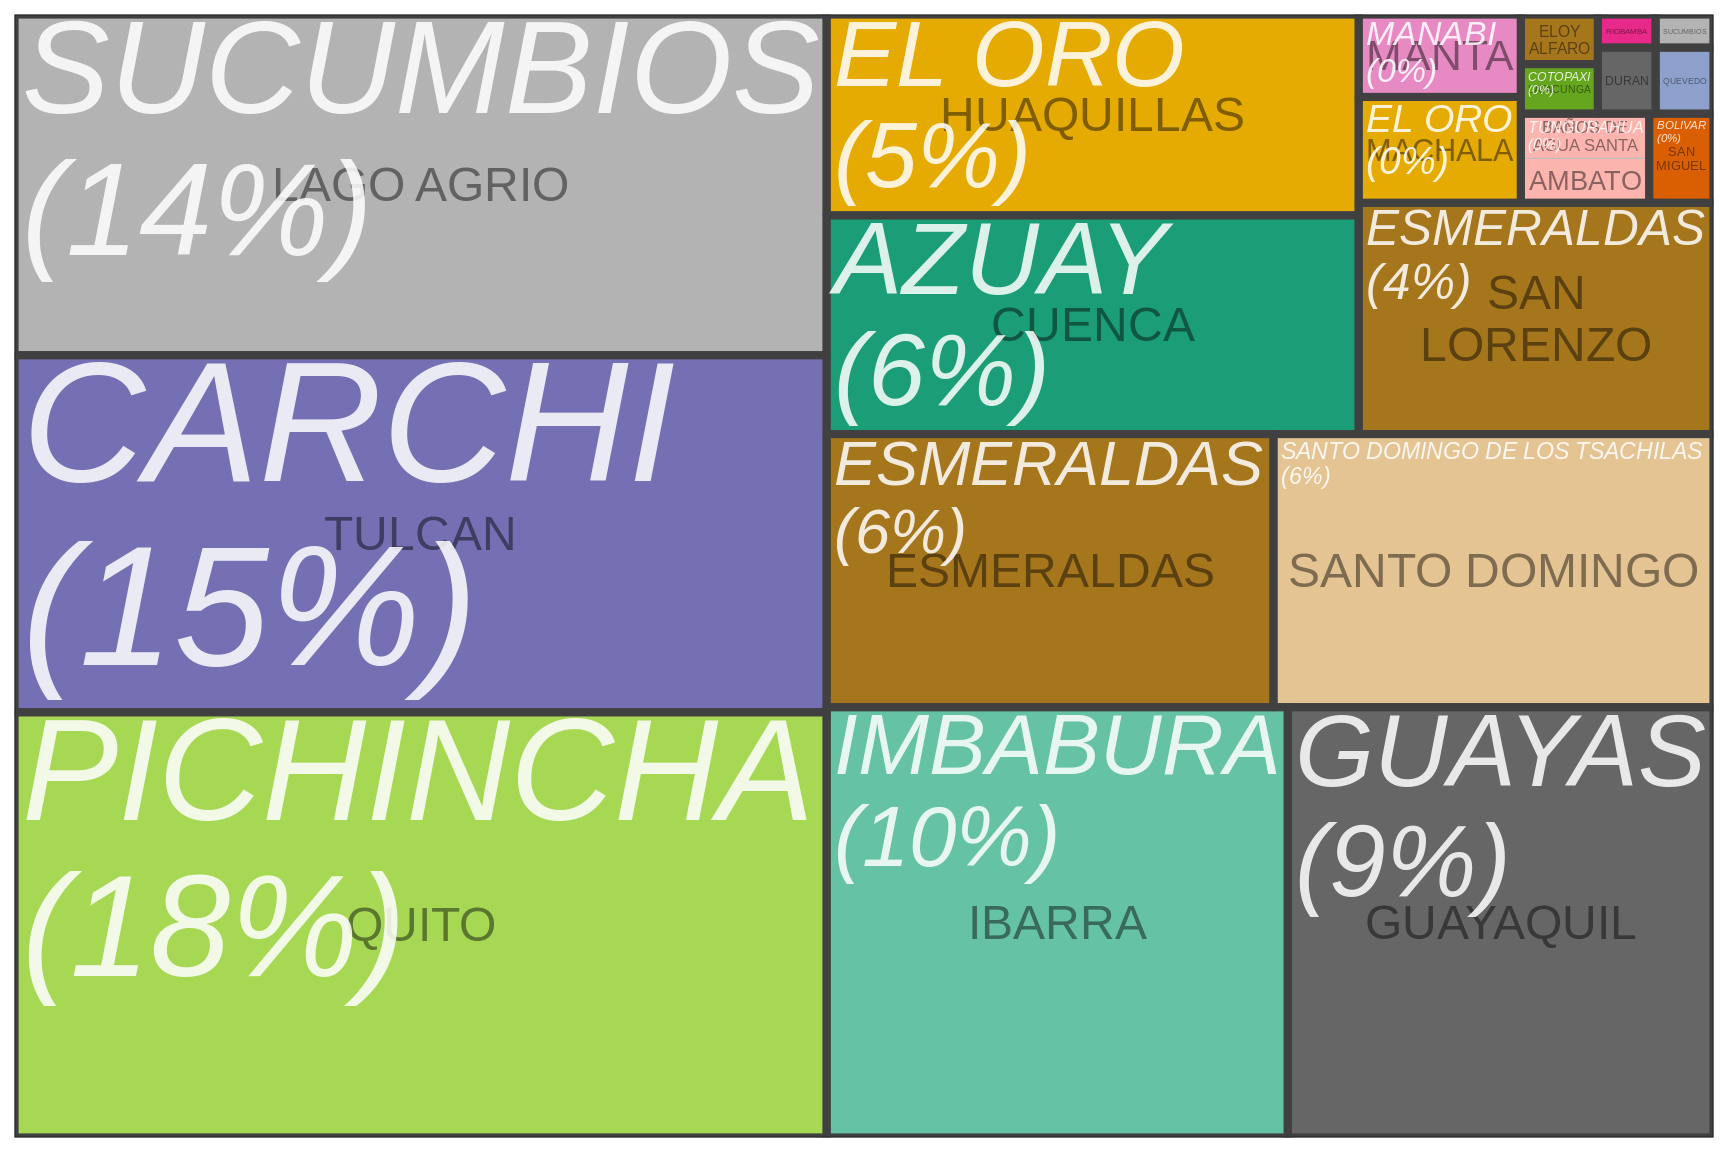 SUCUMBIOS
(14%)
LAGO AGRIO
CARCHI
(15%)
TULCAN
PICHINCHA
(18%)
QUITO
EL ORO
(5%)
HUAQUILLAS
AZUAY
(6%)
CUENCA
ESMERALDAS
(6%)
ESMERALDAS
SANTO DOMINGO DE LOS TSACHILAS
(6%)
SANTO DOMINGO
IMBABURA
(10%)
IBARRA
GUAYAS
(9%)
GUAYAQUIL
MANABI
(0%)
MANTA
EL ORO
(0%)
MACHALA
ELOY
ALFARO
COTOPAXI
(0%)
RIOBAMBA
SUCUMBIOS
DURAN
QUEVEDO
TUNGURAHUA
(0%)
BAÑOS DE
AGUA SANTA
AMBATO
BOLIVAR
(0%)
SAN
MIGUEL
ESMERALDAS
(4%)
SAN
LORENZO